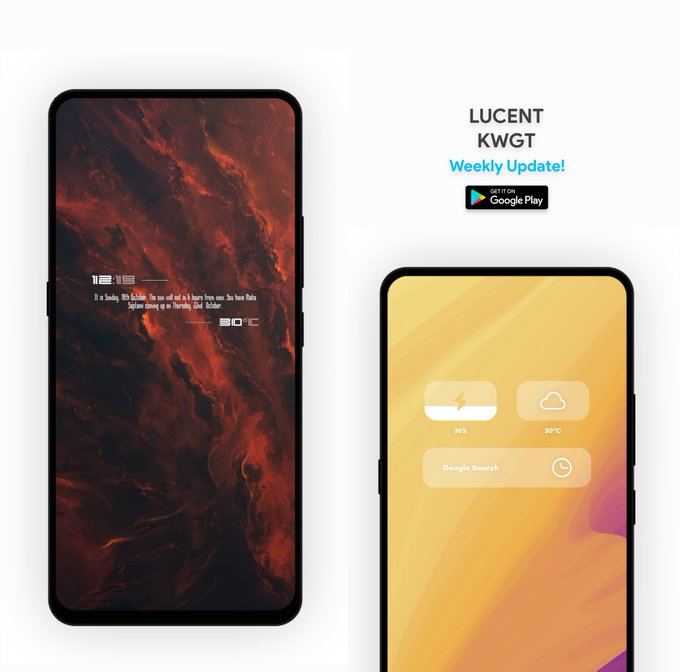 LUCENT
KWGT
Weekly Update!
GET IT ON
Google Play
12:19
It is Sunday, 18th October. The sun will set in 6 hours from now. You have Maha
Saptami coming up on Thursday, 22nd October.
30°C
36%
30°C
Google Search